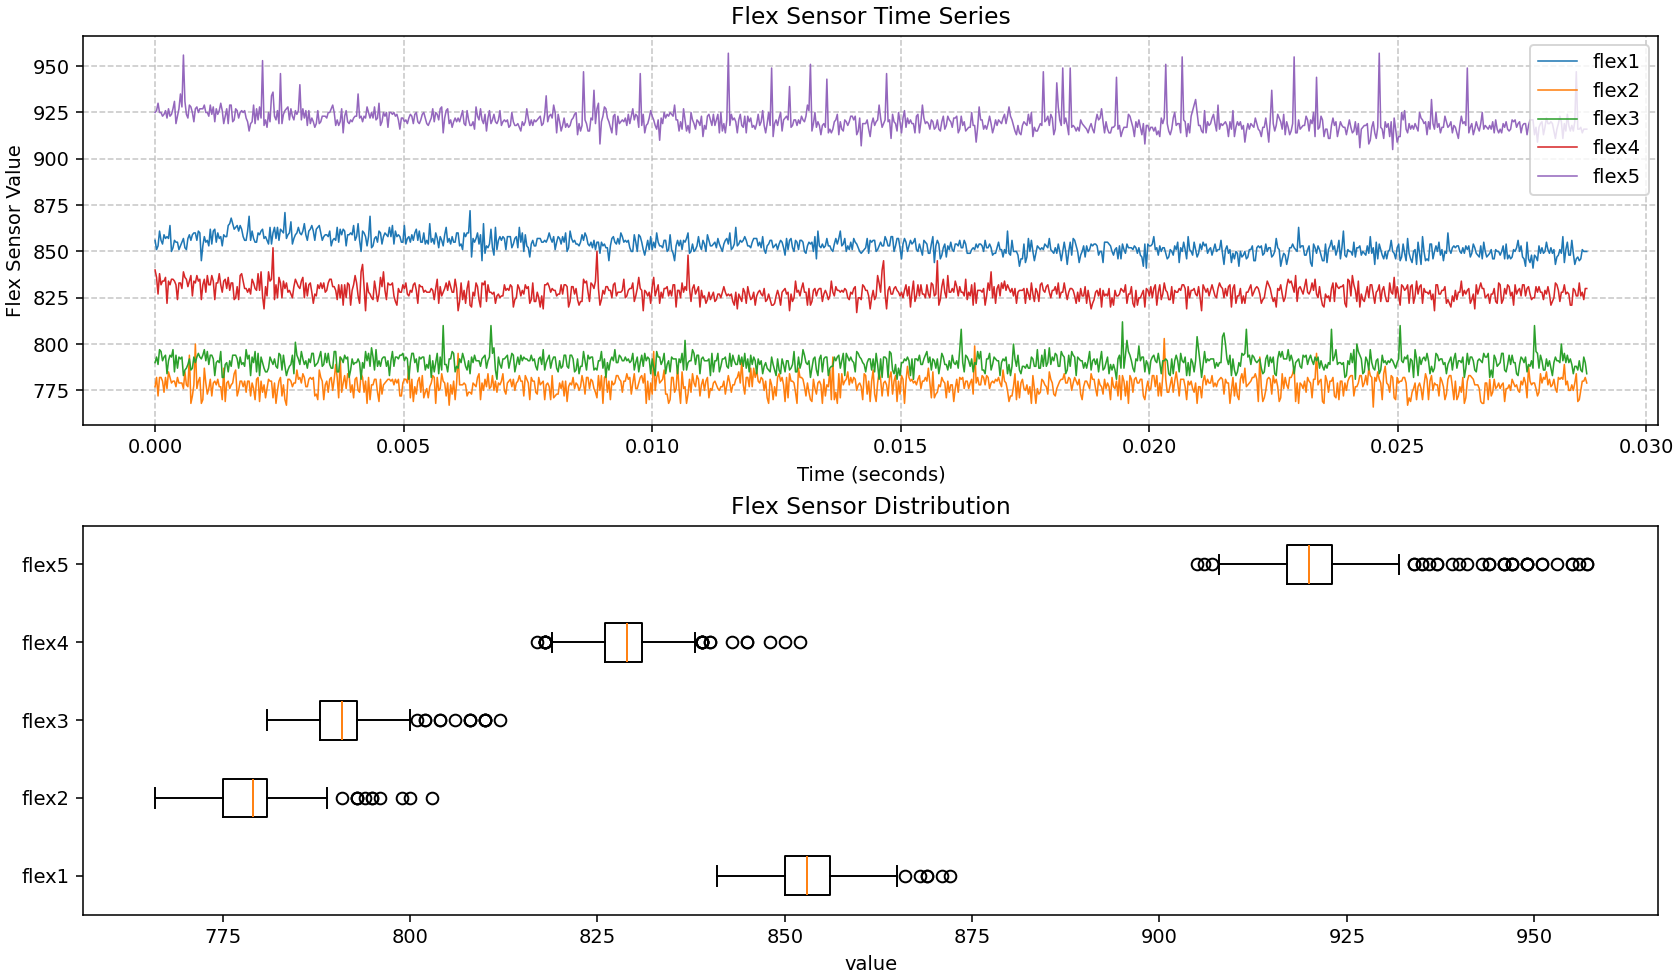 Flex Sensor Time Series
Flex Sensor Value
950
925
900
875
850
825
800
775
flex1
flex2
flex3
flex4
flex5
0.000 0.005 0.010 0.015 0.020 0.025 0.030
Time (seconds)
Flex Sensor Distribution
flex5
flex4
flex3
flex2
flex1
775 800 825 850 875 900 925 950
value